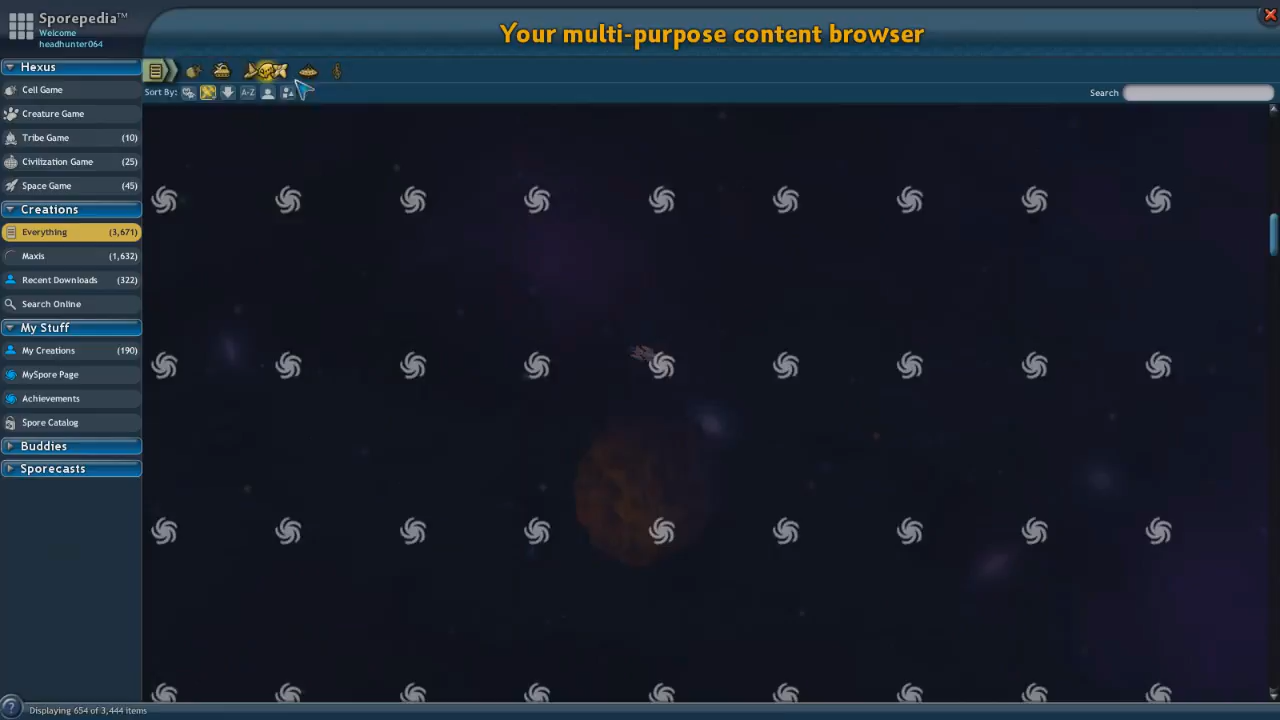 Sporepedia™
Welcome
headhunter064
Your multi-purpose content browser
Hexus
Cell Game
Creature Game
Tribe Game (10)
Civilization Game (25)
Space Game (45)
Creations
Everything (3,671)
Maxis (1,632)
Recent Downloads (322)
Search Online
My Stuff
My Creations (190)
MySpore Page
Achievements
Spore Catalog
Buddies
Sporecasts
Sort By: A-Z
Search
? Displaying 654 of 3,444 items